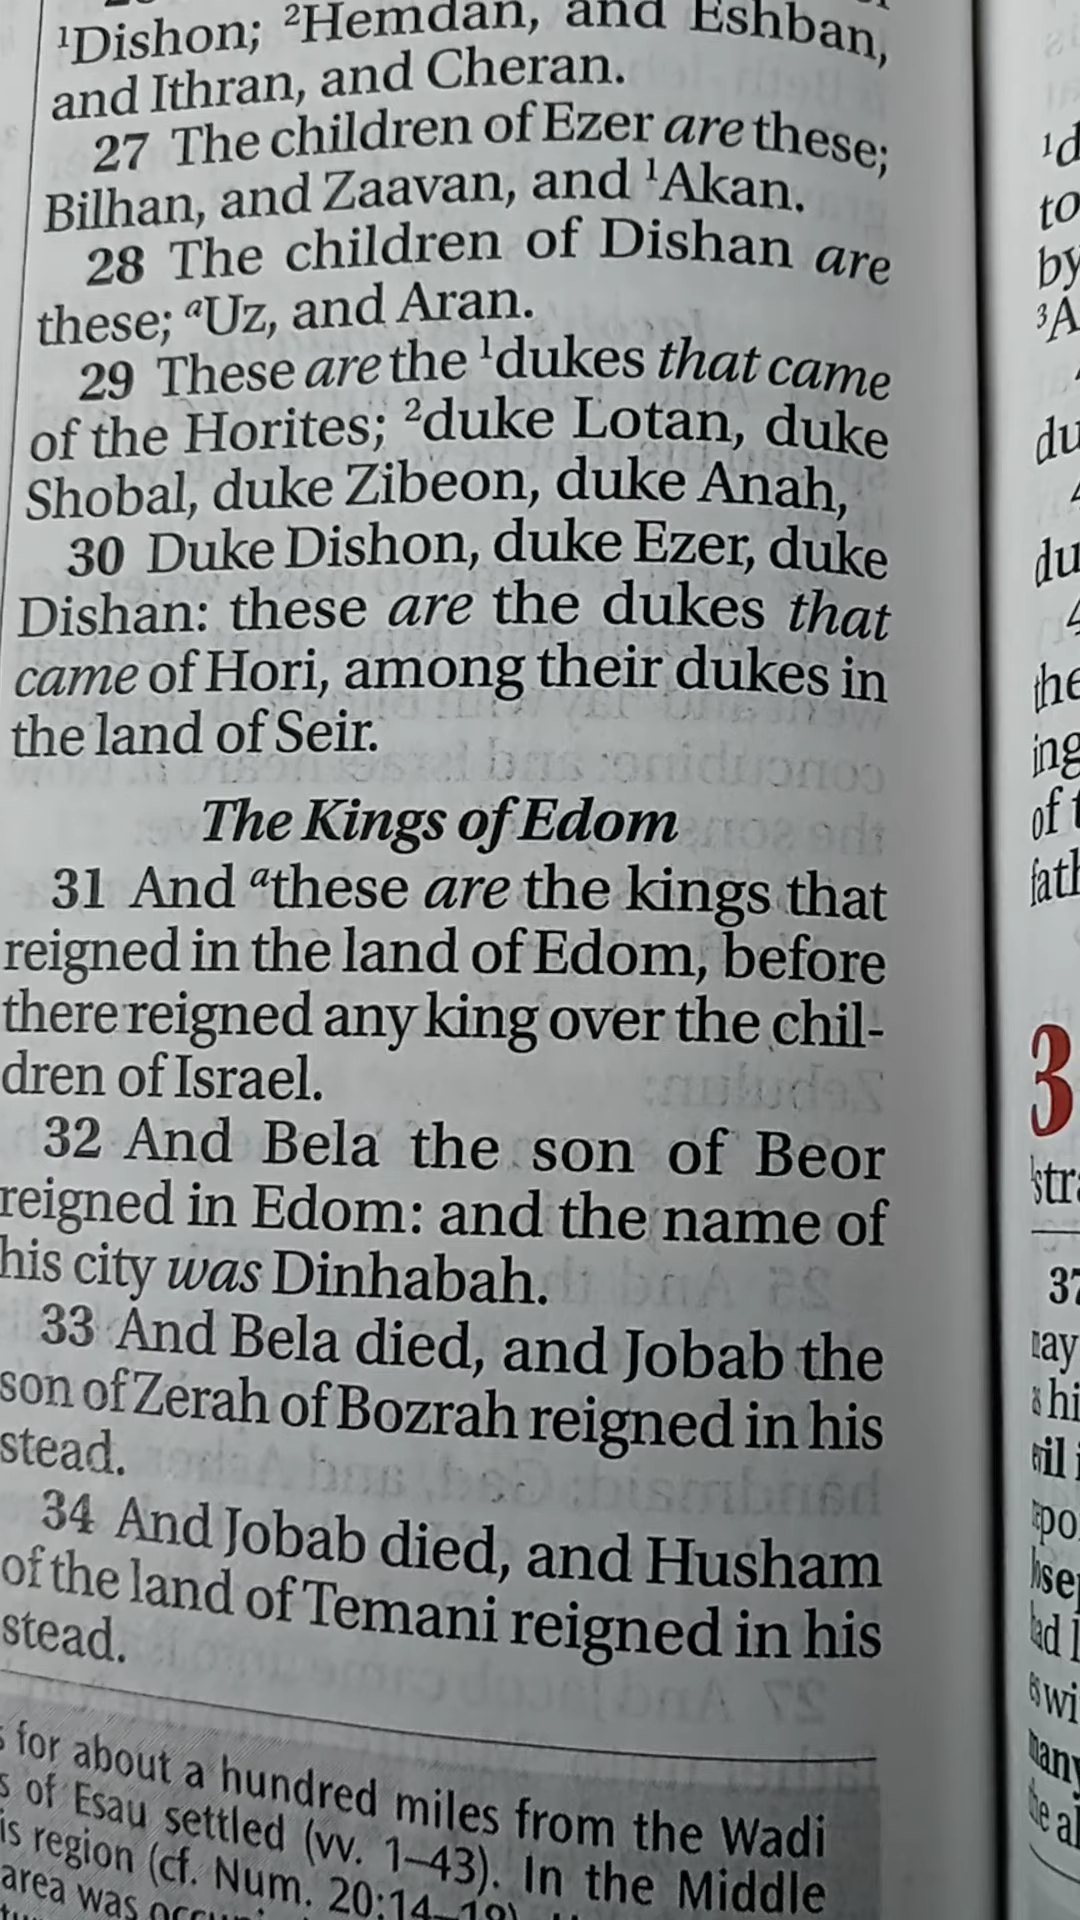 ¹Dishon; ²Hemdan, and Eshban,
and Ithran, and Cheran.
27 The children of Ezer are these;
Bilhan, and Zaavan, and ¹Akan.
28 The children of Dishan are
these; ᵃUz, and Aran.
29 These are the ¹dukes that came
of the Horites; ²duke Lotan, duke
Shobal, duke Zibeon, duke Anah,
30 Duke Dishon, duke Ezer, duke
Dishan: these are the dukes that
came of Hori, among their dukes in
the land of Seir.
The Kings of Edom
31 And ᵃthese are the kings that
reigned in the land of Edom, before
there reigned any king over the chil-
dren of Israel.
32 And Bela the son of Beor
reigned in Edom: and the name of
his city was Dinhabah.
33 And Bela died, and Jobab the
son of Zerah of Bozrah reigned in his
stead.
34 And Jobab died, and Husham
of the land of Temani reigned in his
stead.
for about a hundred miles from the Wadi
of Esau settled (vv. 1–43). In the Middle
region (cf. Num. 20:14–19).
area was
to
by
3
37